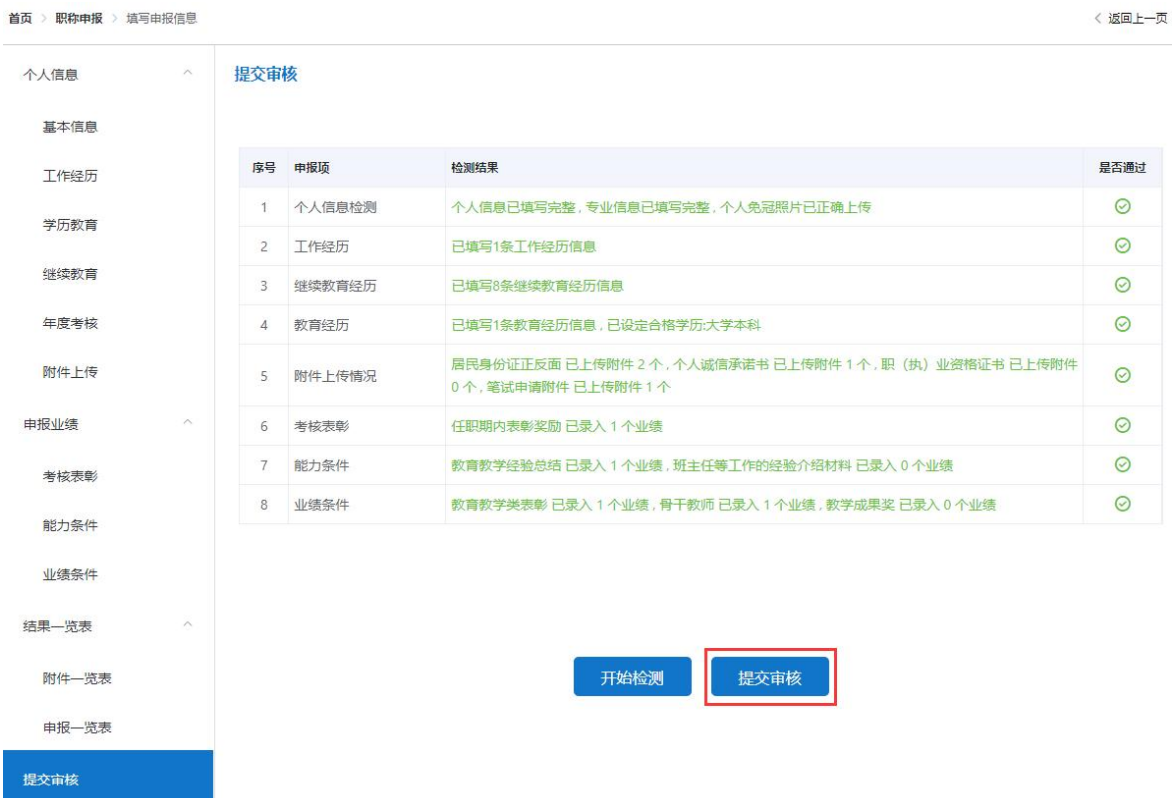 首页 > 职称申报 > 填写申报信息
< 返回上一页
个人信息
基本信息
工作经历
学历教育
继续教育
年度考核
附件上传
申报业绩
考核表彰
能力条件
业绩条件
结果一览表
附件一览表
申报一览表
提交审核
提交审核
序号 申报项 检测结果 是否通过
1 个人信息检测 个人信息已填写完整 , 专业信息已填写完整 , 个人免冠照片已正确上传
2 工作经历 已填写1条工作经历信息
3 继续教育经历 已填写8条继续教育经历信息
4 教育经历 已填写1条教育经历信息 , 已设定合格学历:大学本科
5 附件上传情况 居民身份证正反面 已上传附件 2 个 , 个人诚信承诺书 已上传附件 1 个 , 职（执）业资格证书 已上传附件
0 个 , 笔试申请附件 已上传附件 1 个
6 考核表彰 任职期内表彰奖励 已录入 1 个业绩
7 能力条件 教育教学经验总结 已录入 1 个业绩 , 班主任等工作的经验介绍材料 已录入 0 个业绩
8 业绩条件 教育教学类表彰 已录入 1 个业绩 , 骨干教师 已录入 1 个业绩 , 教学成果奖 已录入 0 个业绩
开始检测 提交审核